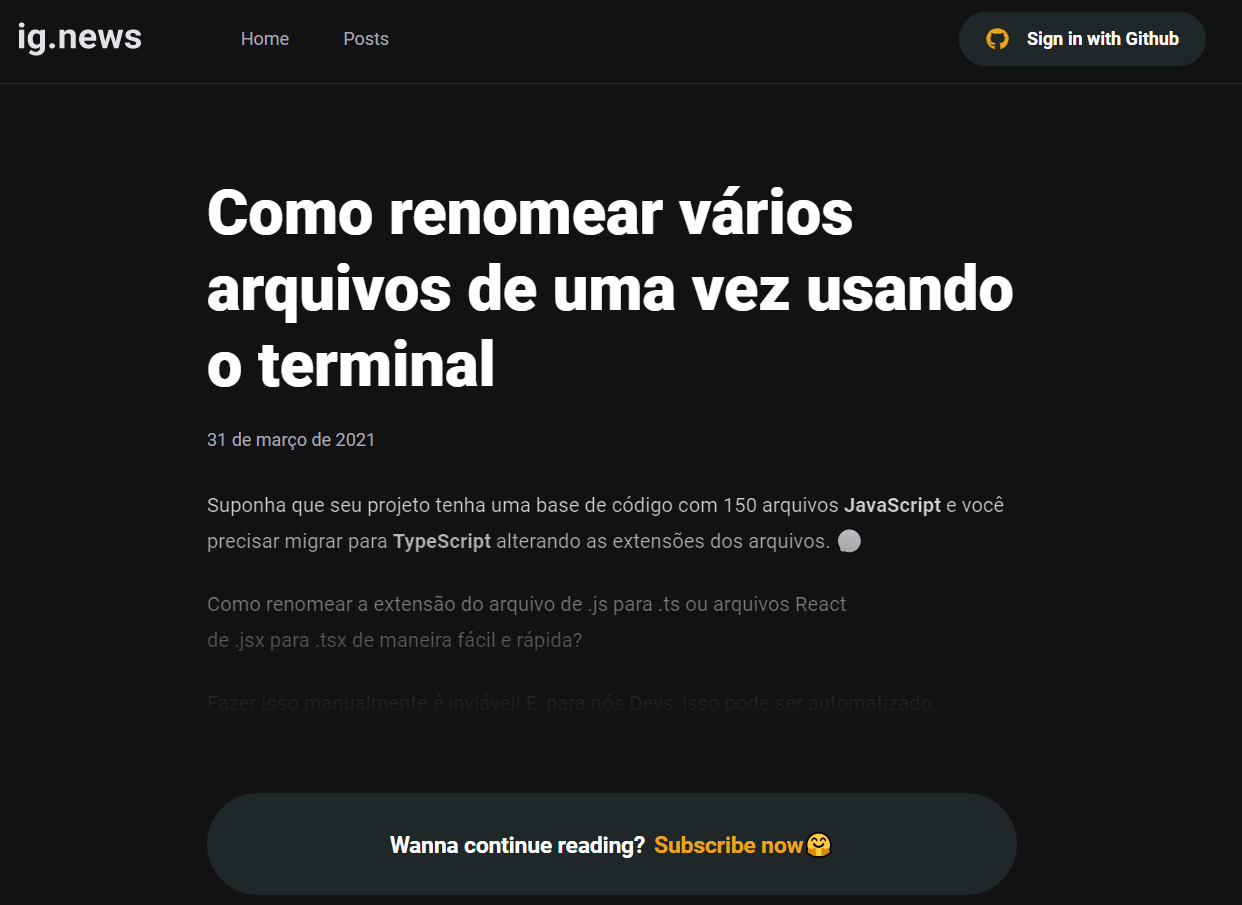 ig.news
Home
Posts
Sign in with Github
Como renomear vários
arquivos de uma vez usando
o terminal
31 de março de 2021
Suponha que seu projeto tenha uma base de código com 150 arquivos JavaScript e você
precisar migrar para TypeScript alterando as extensões dos arquivos.
Como renomear a extensão do arquivo de .js para .ts ou arquivos React
de .jsx para .tsx de maneira fácil e rápida?
Fazer isso manualmente é inviável! E, para nós Devs, isso pode ser automatizado.
Wanna continue reading? Subscribe now🤗